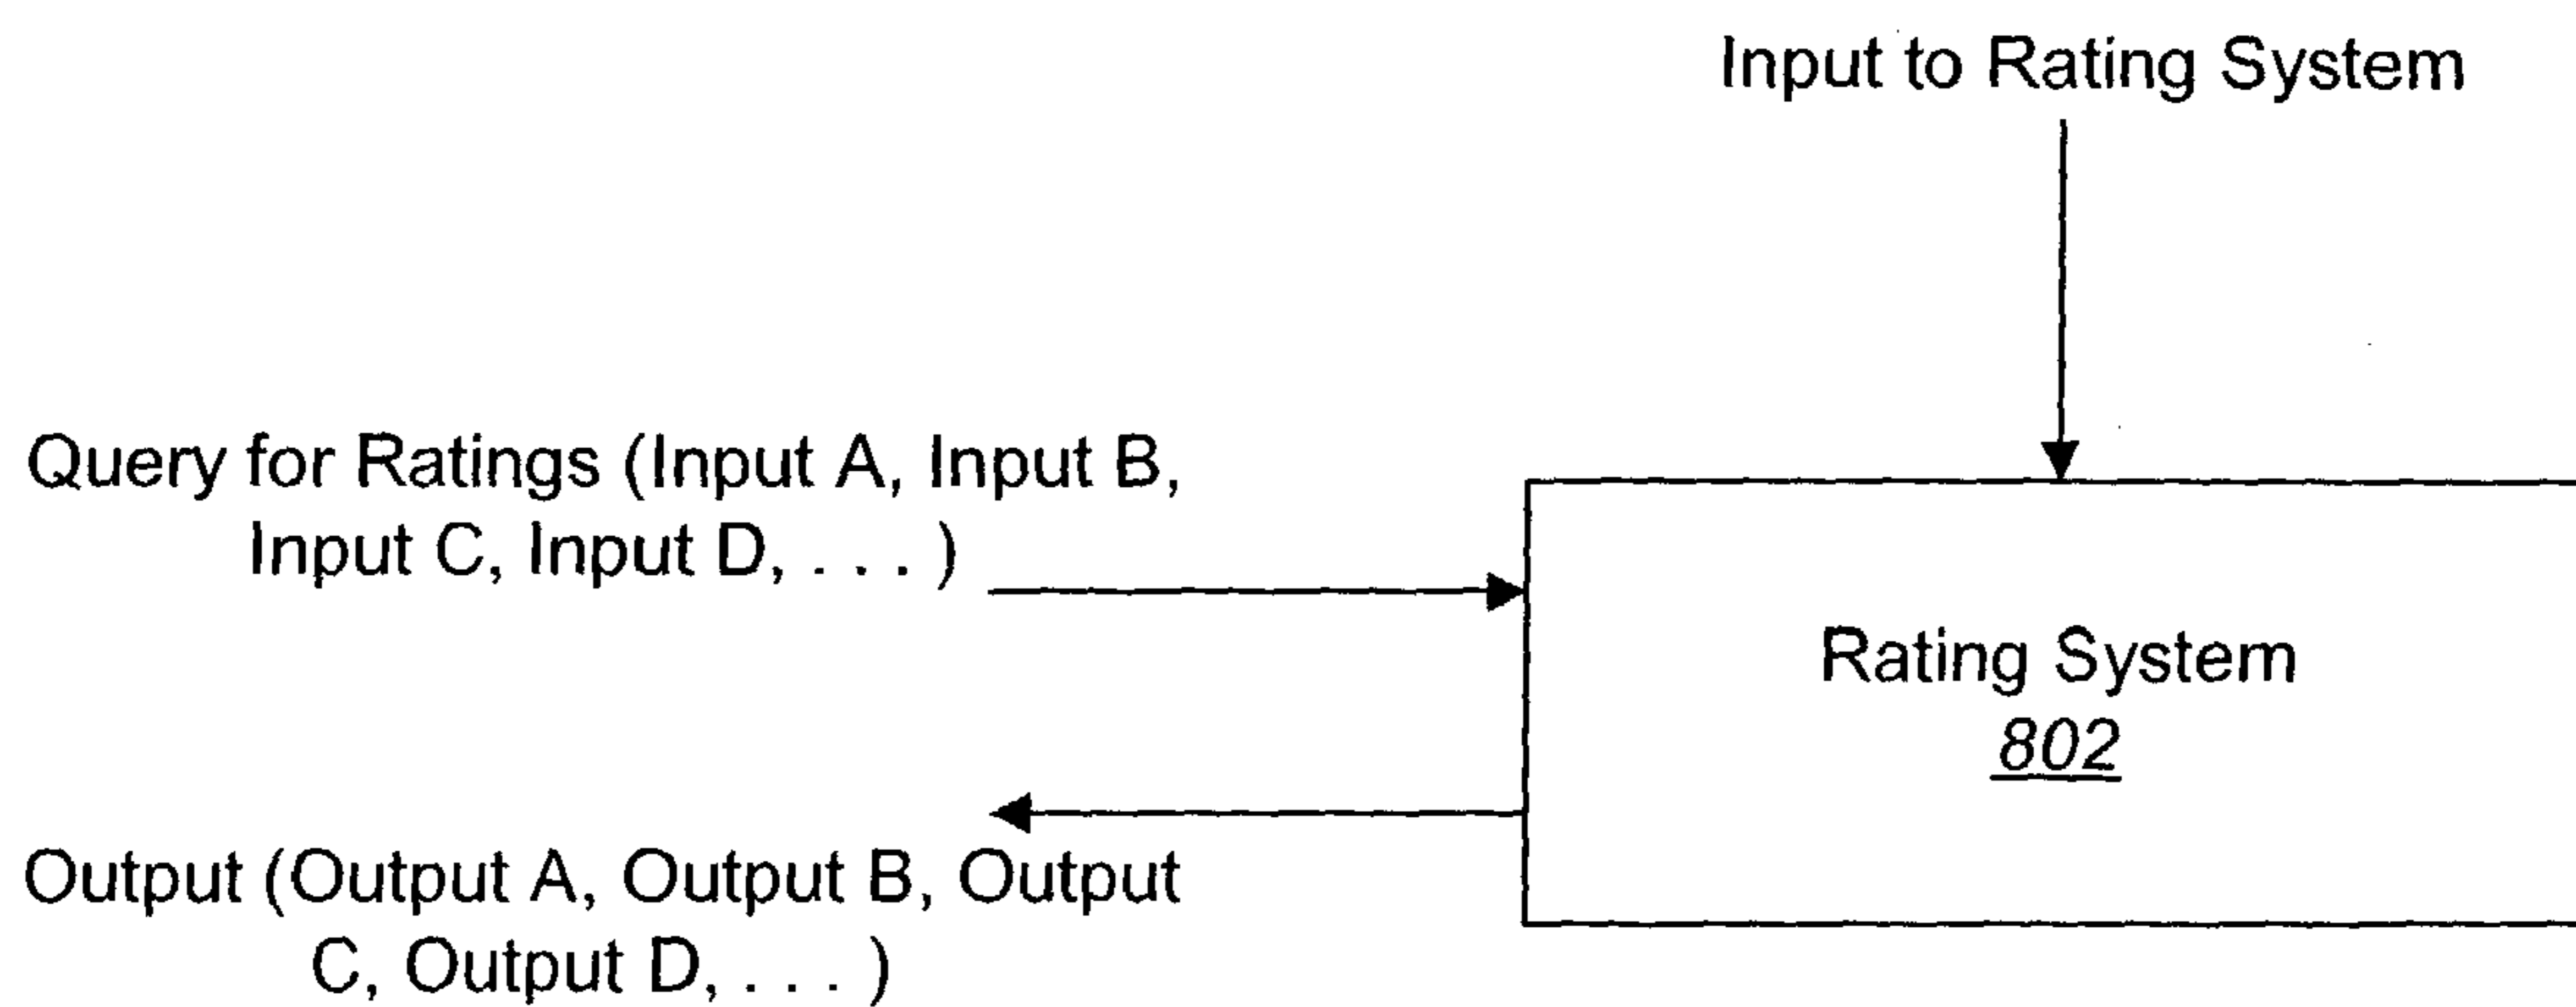 Input to Rating System
Query for Ratings (Input A, Input B,
Input C, Input D, . . . )
Rating System
802
Output (Output A, Output B, Output
C, Output D, . . . )